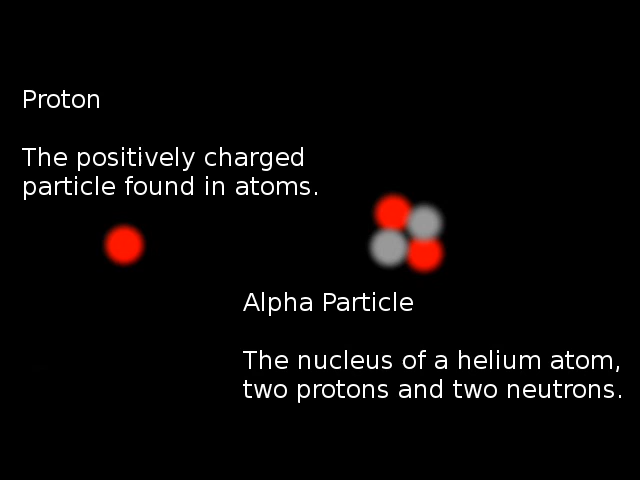 Proton
The positively charged
particle found in atoms.
Alpha Particle
The nucleus of a helium atom,
two protons and two neutrons.